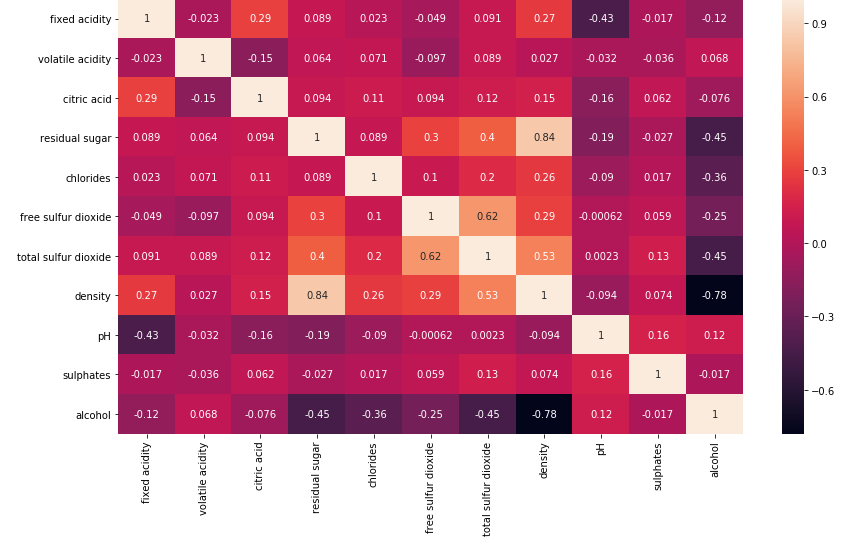 fixed acidity 1 -0.023 0.29 0.089 0.023 -0.049 0.091 0.27 -0.43 -0.017 -0.12
volatile acidity -0.023 1 -0.15 0.064 0.071 -0.097 0.089 0.027 -0.032 -0.036 0.068
citric acid 0.29 -0.15 1 0.094 0.11 0.094 0.12 0.15 -0.16 0.062 -0.076
residual sugar 0.089 0.064 0.094 1 0.089 0.3 0.4 0.84 -0.19 -0.027 -0.45
chlorides 0.023 0.071 0.11 0.089 1 0.1 0.2 0.26 -0.09 0.017 -0.36
free sulfur dioxide -0.049 -0.097 0.094 0.3 0.1 1 0.62 0.29 -0.00062 0.059 -0.25
total sulfur dioxide 0.091 0.089 0.12 0.4 0.2 0.62 1 0.53 0.0023 0.13 -0.45
density 0.27 0.027 0.15 0.84 0.26 0.29 0.53 1 -0.094 0.074 -0.78
pH -0.43 -0.032 -0.16 -0.19 -0.09 -0.00062 0.0023 -0.094 1 0.16 0.12
sulphates -0.017 -0.036 0.062 -0.027 0.017 0.059 0.13 0.074 0.16 1 -0.017
alcohol -0.12 0.068 -0.076 -0.45 -0.36 -0.25 -0.45 -0.78 0.12 -0.017 1
fixed acidity
volatile acidity
citric acid
residual sugar
chlorides
free sulfur dioxide
total sulfur dioxide
density
pH
sulphates
alcohol
0.9
0.6
0.3
0.0
−0.3
−0.6